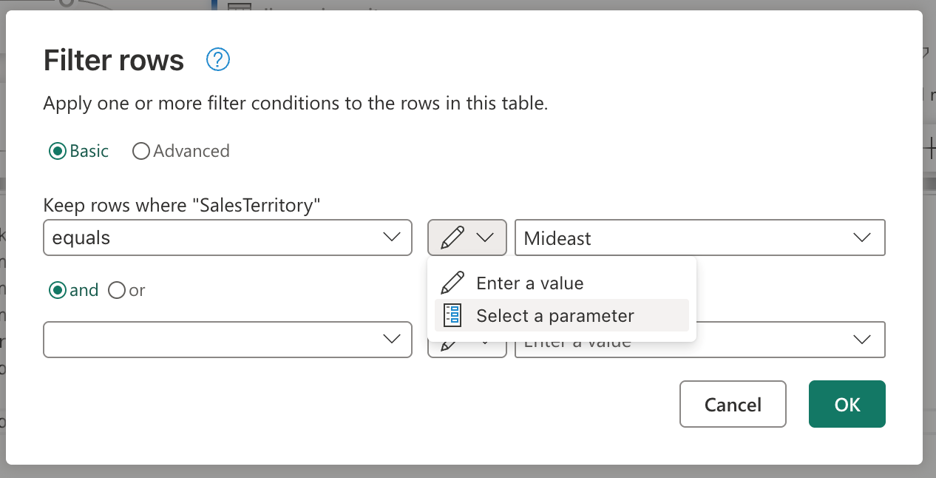 Filter rows
Apply one or more filter conditions to the rows in this table.
Basic Advanced
Keep rows where "SalesTerritory"
equals Mideast
Enter a value
and or
Select a parameter
Enter a value
Cancel OK